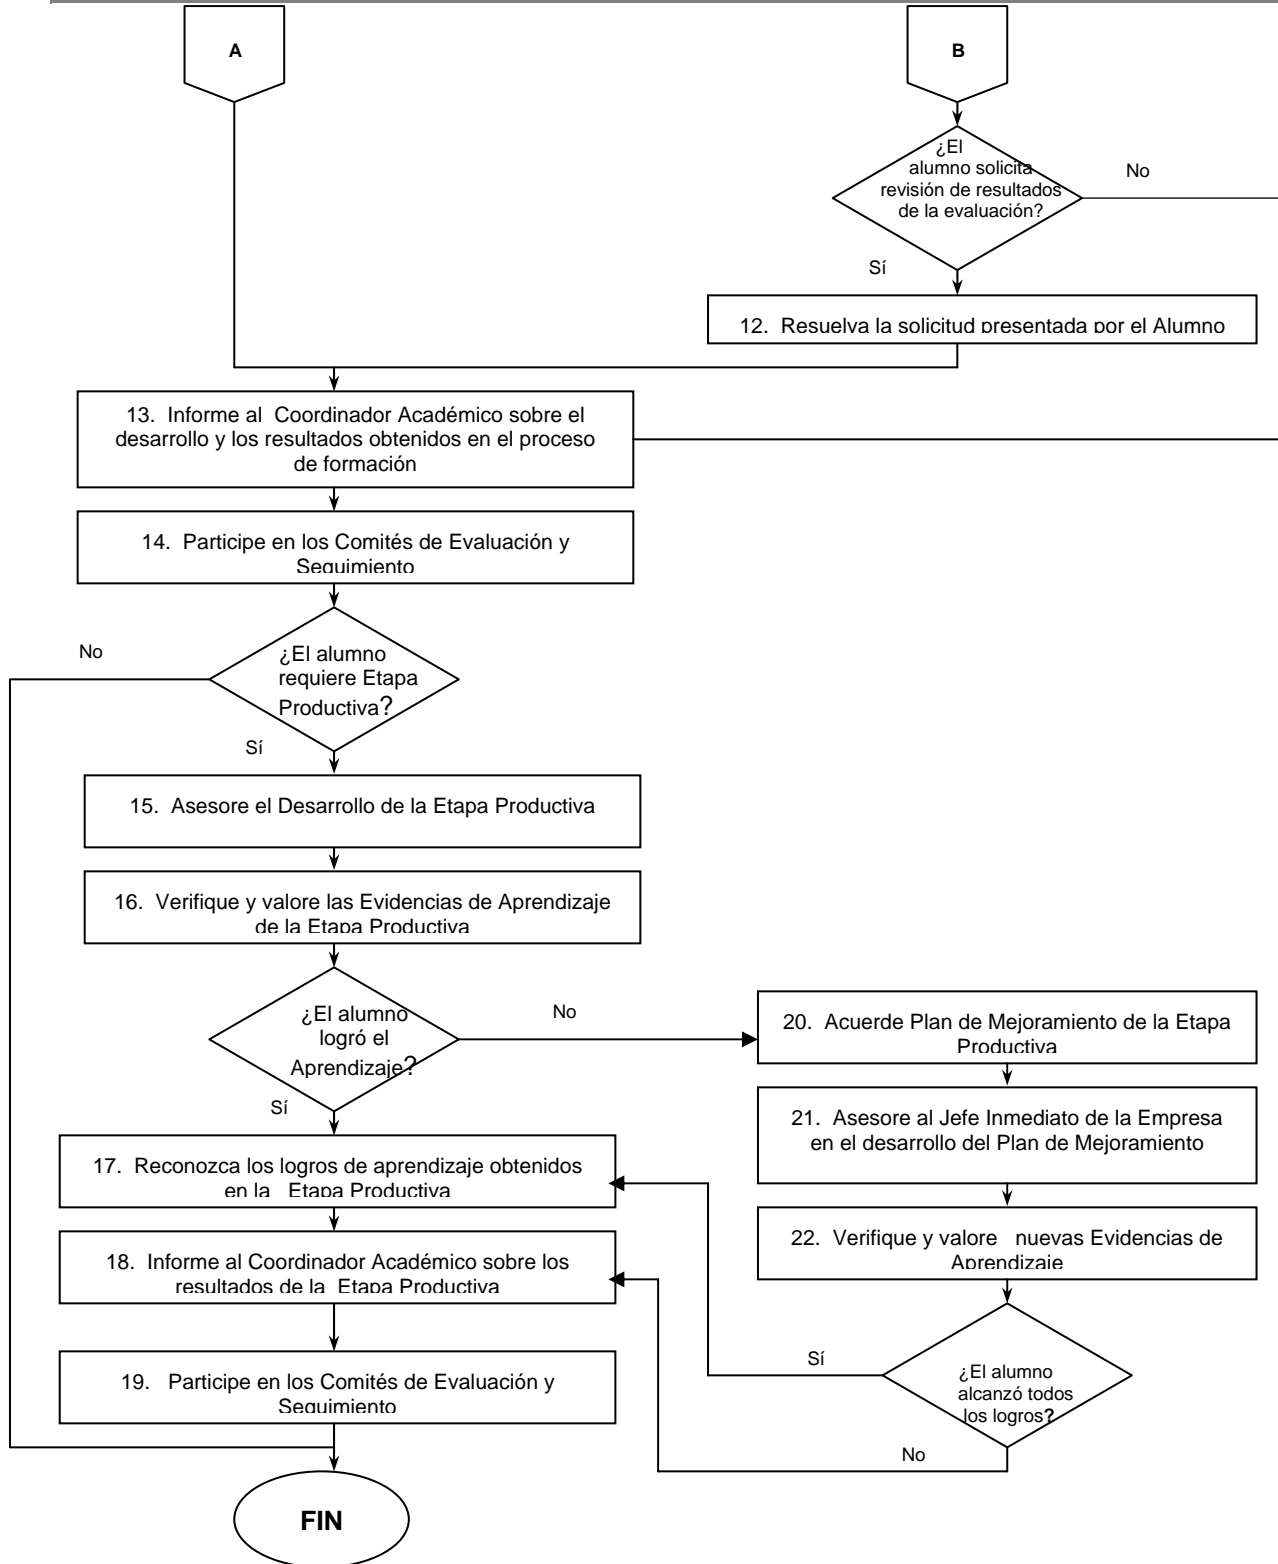 A
B
¿El
alumno solicita
revisión de resultados
de la evaluación?
No
Sí
12. Resuelva la solicitud presentada por el Alumno
13. Informe al Coordinador Académico sobre el
desarrollo y los resultados obtenidos en el proceso
de formación
14. Participe en los Comités de Evaluación y
Seguimiento
No
¿El alumno
requiere Etapa
Productiva?
Sí
15. Asesore el Desarrollo de la Etapa Productiva
16. Verifique y valore las Evidencias de Aprendizaje
de la Etapa Productiva
¿El alumno
logró el
Aprendizaje?
No
Sí
20. Acuerde Plan de Mejoramiento de la Etapa
Productiva
21. Asesore al Jefe Inmediato de la Empresa
en el desarrollo del Plan de Mejoramiento
17. Reconozca los logros de aprendizaje obtenidos
en la Etapa Productiva
22. Verifique y valore nuevas Evidencias de
Aprendizaje
18. Informe al Coordinador Académico sobre los
resultados de la Etapa Productiva
Sí
¿El alumno
alcanzó todos
los logros?
No
19. Participe en los Comités de Evaluación y
Seguimiento
FIN